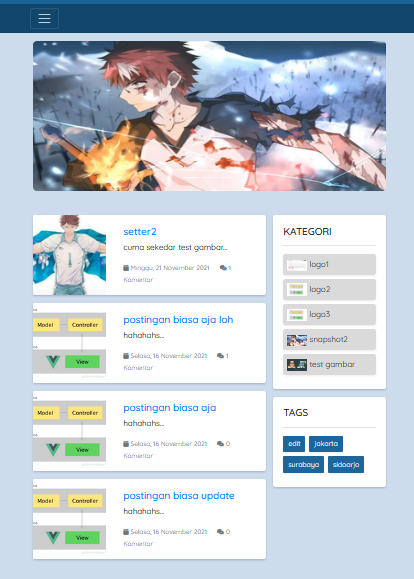 setter2
cuma sekedar test gambar...
Minggu, 21 November 2021 1
Komentar
postingan biasa aja loh
hahahahs...
Selasa, 16 November 2021 1
Komentar
postingan biasa aja
hahahahs...
Selasa, 16 November 2021 0
Komentar
postingan biasa update
hahahahs...
Selasa, 16 November 2021 0
Komentar
Model Controller
View
Model Controller
View
Model Controller
View
KATEGORI
logo1
logo2
logo3
snapshot2
test gambar
TAGS
edit jakarta
surabaya sidoarjo